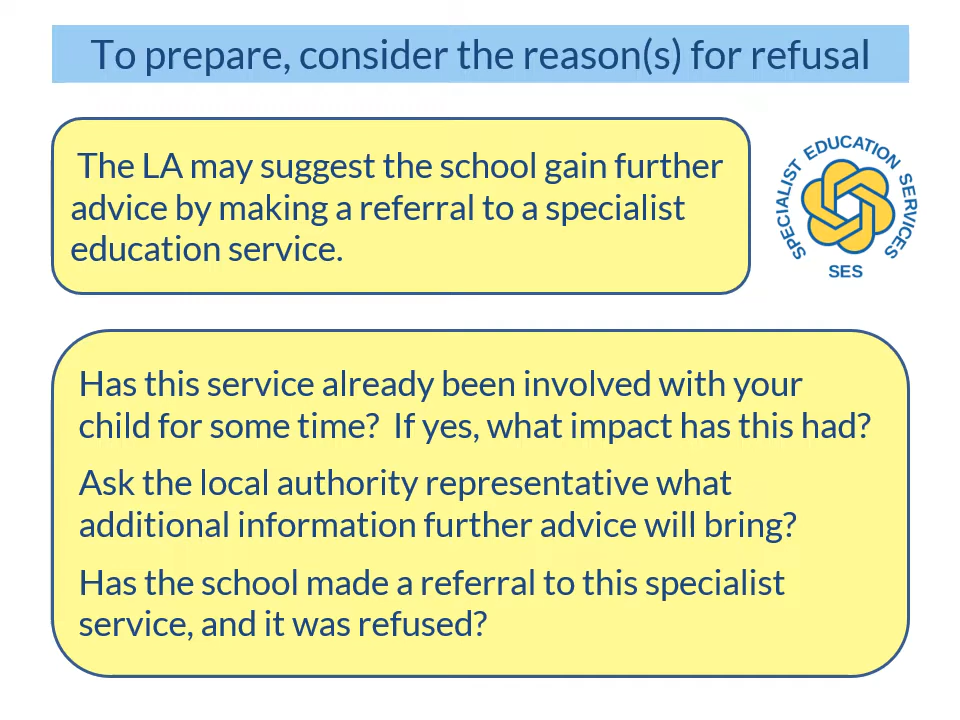 To prepare, consider the reason(s) for refusal
The LA may suggest the school gain further
advice by making a referral to a specialist
education service.
SPECIALIST EDUCATION SERVICES
SES
Has this service already been involved with your
child for some time?  If yes, what impact has this had?
Ask the local authority representative what
additional information further advice will bring?
Has the school made a referral to this specialist
service, and it was refused?